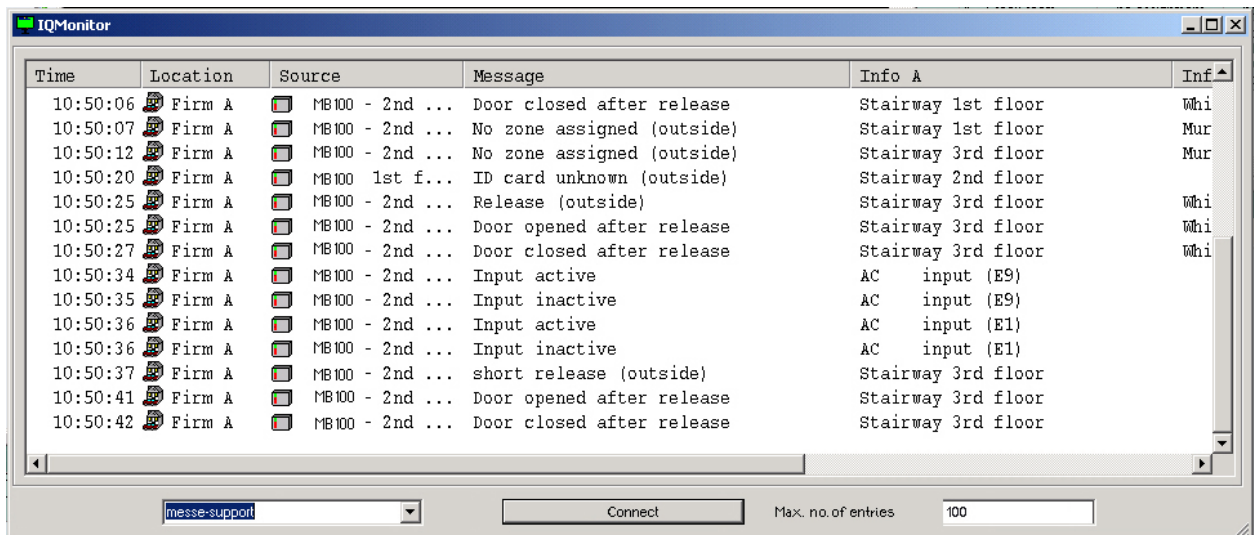 IQMonitor
Time Location Source Message Info A Inf
10:50:06 Firm A MB100 - 2nd ... Door closed after release Stairway 1st floor Whi
10:50:07 Firm A MB100 - 2nd ... No zone assigned (outside) Stairway 1st floor Mur
10:50:12 Firm A MB100 - 2nd ... No zone assigned (outside) Stairway 3rd floor Mur
10:50:20 Firm A MB100 1st f... ID card unknown (outside) Stairway 2nd floor
10:50:25 Firm A MB100 - 2nd ... Release (outside) Stairway 3rd floor Whi
10:50:25 Firm A MB100 - 2nd ... Door opened after release Stairway 3rd floor Whi
10:50:27 Firm A MB100 - 2nd ... Door closed after release Stairway 3rd floor Whi
10:50:34 Firm A MB100 - 2nd ... Input active AC input (E9)
10:50:35 Firm A MB100 - 2nd ... Input inactive AC input (E9)
10:50:36 Firm A MB100 - 2nd ... Input active AC input (E1)
10:50:36 Firm A MB100 - 2nd ... Input inactive AC input (E1)
10:50:37 Firm A MB100 - 2nd ... short release (outside) Stairway 3rd floor
10:50:41 Firm A MB100 - 2nd ... Door opened after release Stairway 3rd floor
10:50:42 Firm A MB100 - 2nd ... Door closed after release Stairway 3rd floor
messe-support Connect Max. no. of entries 100